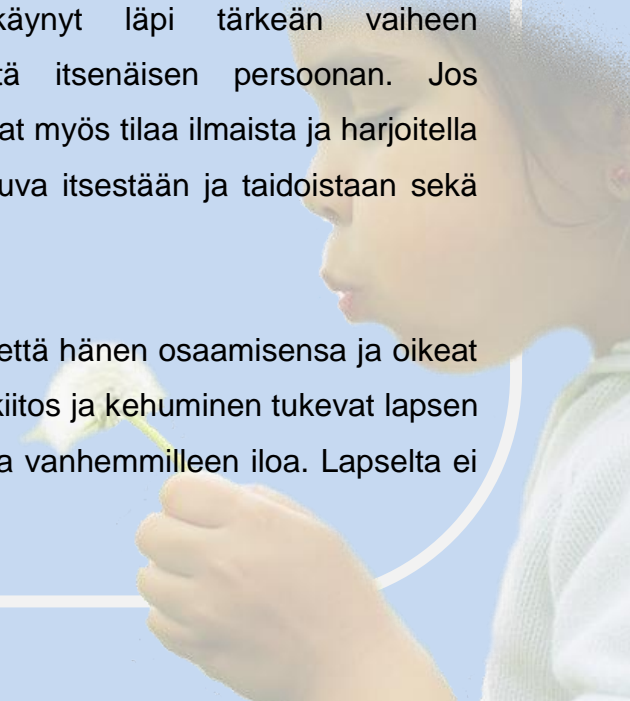 käynyt läpi tärkeän vaiheen
tä itsenäisen persoonan. Jos
at myös tilaa ilmaista ja harjoitella
uva itsestään ja taidoistaan sekä
että hänen osaamisensa ja oikeat
kiitos ja kehuminen tukevat lapsen
a vanhemmilleen iloa. Lapselta ei